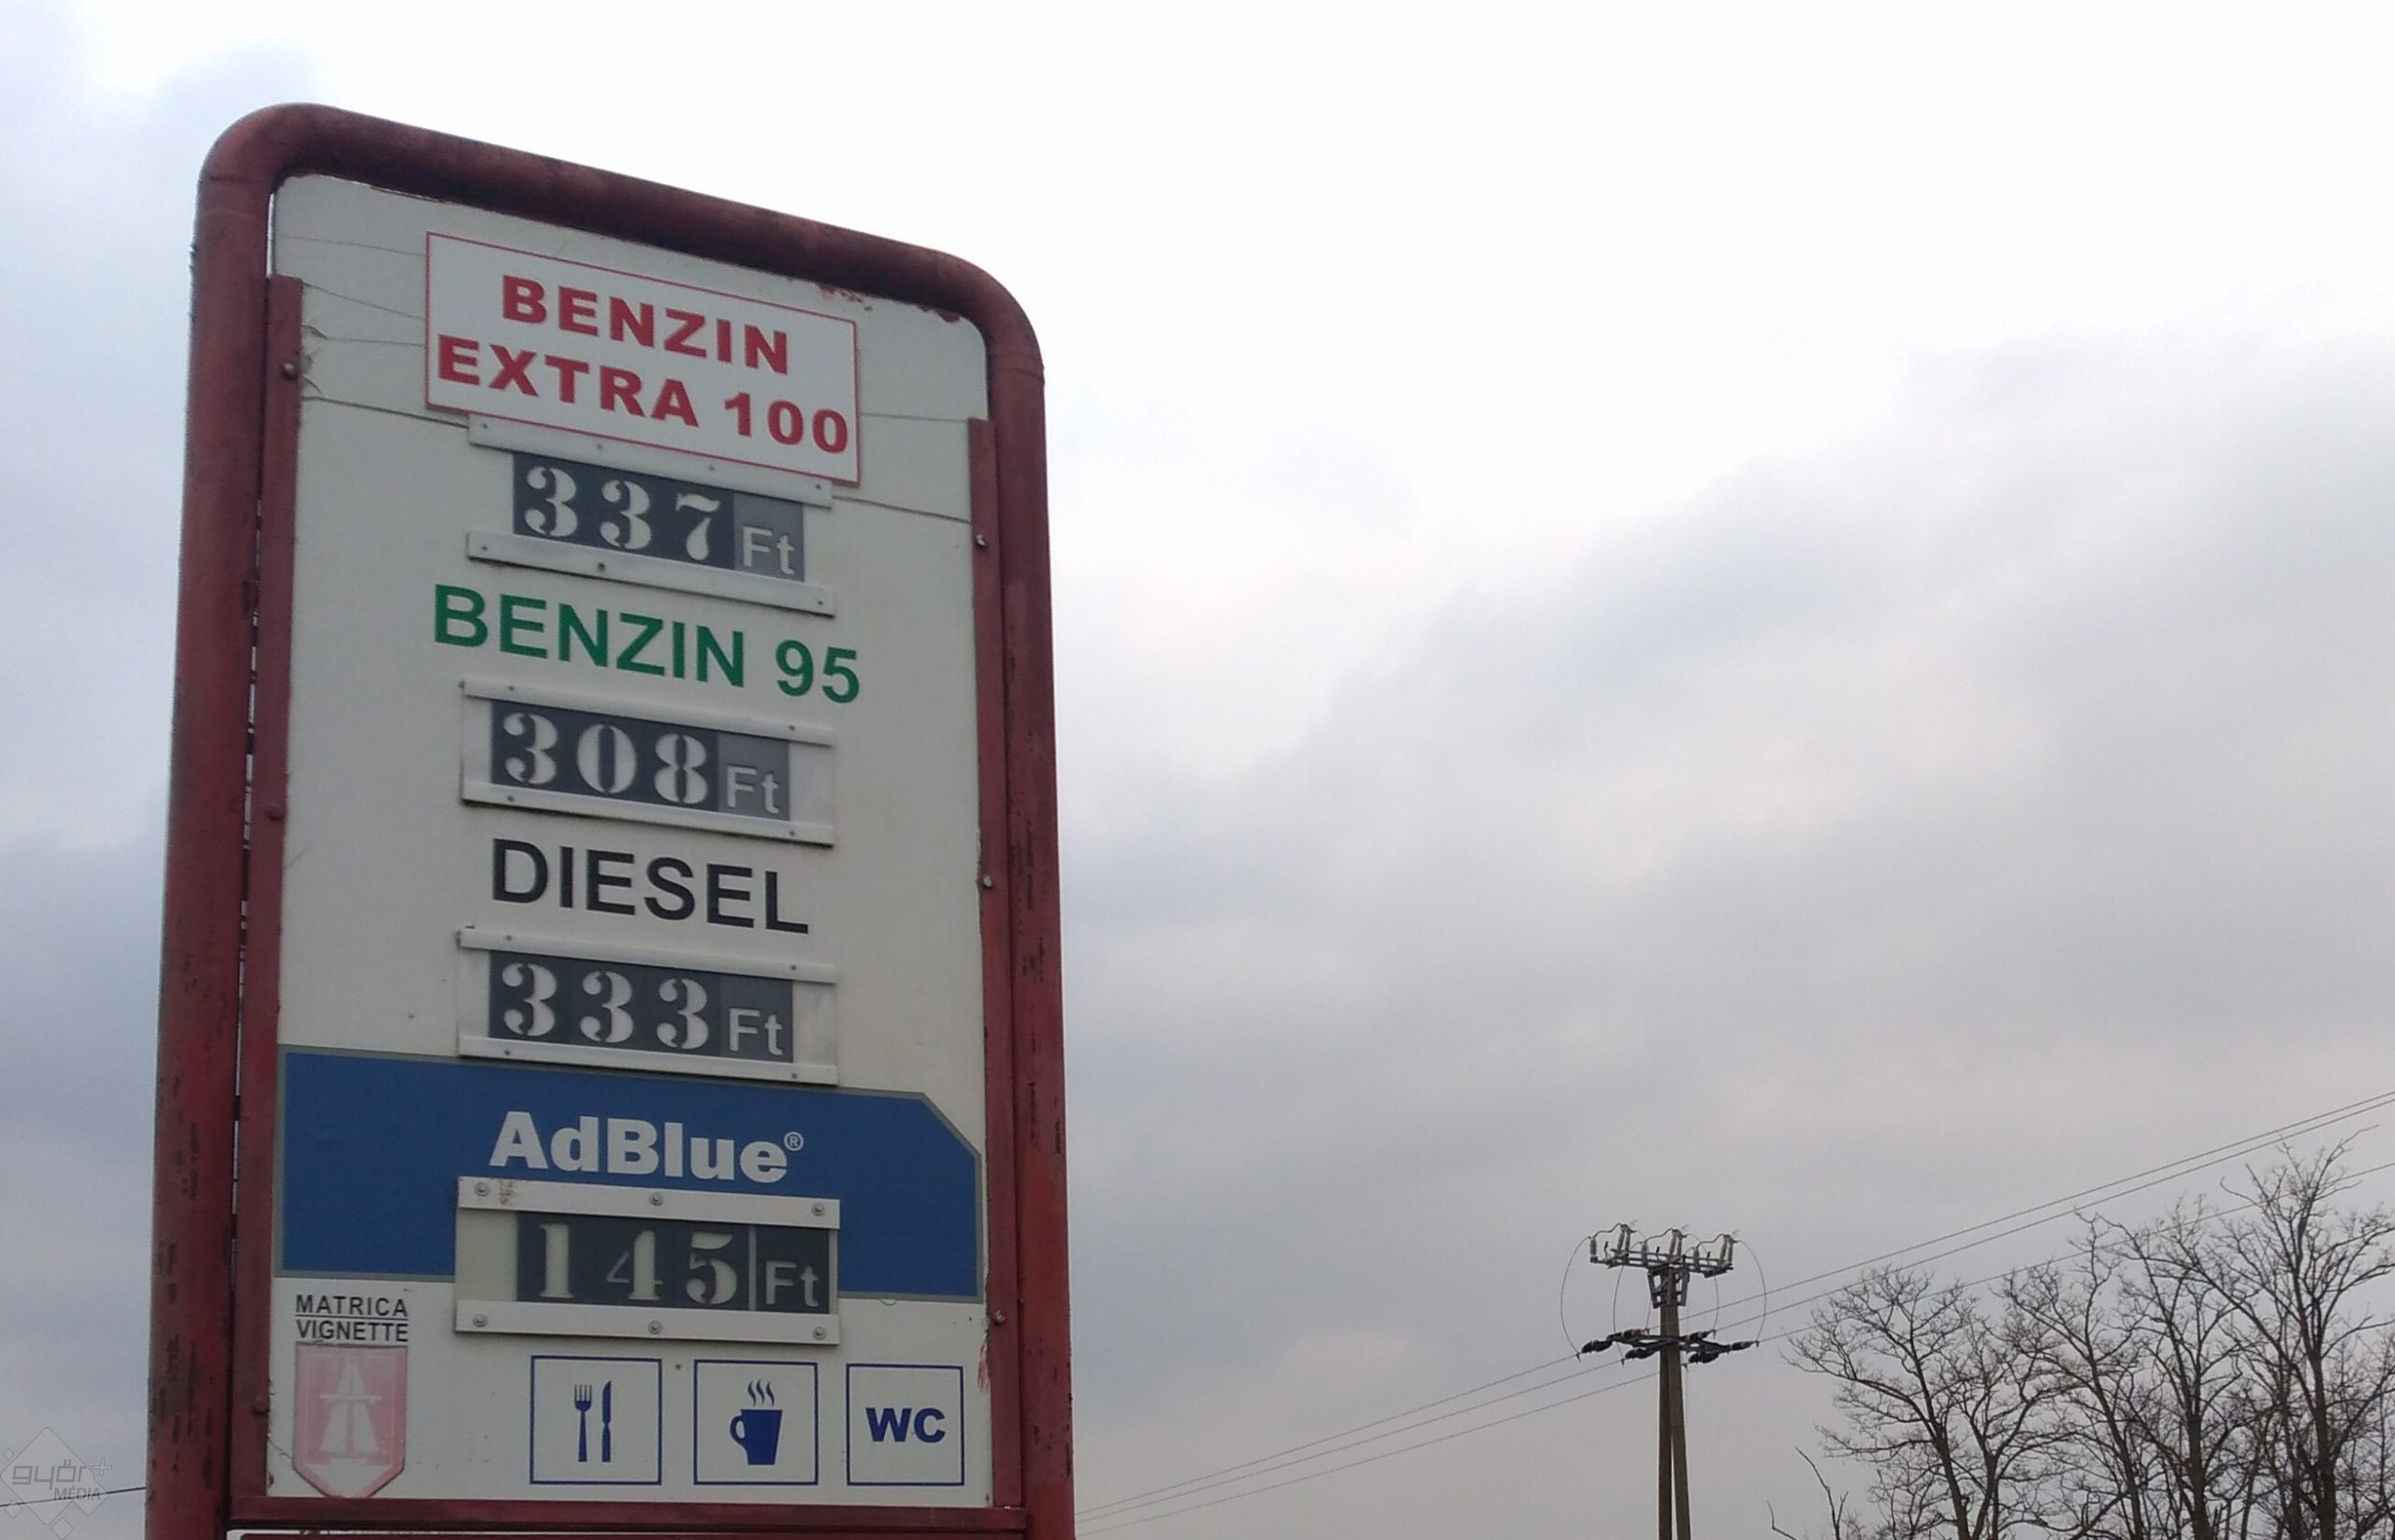 BENZIN
EXTRA 100
337 Ft
BENZIN 95
308 Ft
DIESEL
333 Ft
AdBlue®
145 Ft
MATRICA
VIGNETTE
WC
győr+
MÉDIA